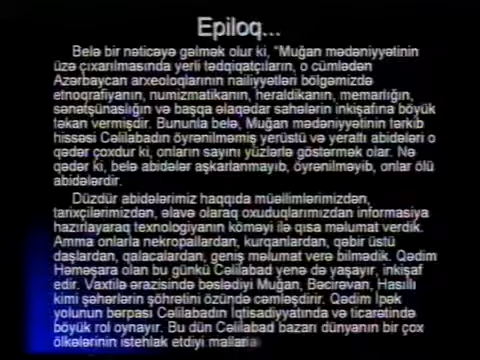 Epiloq...
Belə bir nəticəyə gəlmək olur ki, “Muğan mədəniyyətinin
üzə çıxarılmasında yerli tədqiqatçıların, o cümlədən
Azərbaycan arxeoloqlarının nailiyyətləri bölgəmizdə
etnoqrafiyanın, numizmatikanın, heraldikanın, memarlığın,
sənətşünaslığın və başqa əlaqədar sahələrin inkişafına böyük
təkan vermişdir. Bununla belə, Muğan mədəniyyətinin tərkib
hissəsi Cəlilabadın öyrənilməmiş yerüstü və yeraltı abidələri o
qədər çoxdur ki, onların sayını yüzlərlə göstərmək olar. Nə
qədər ki, belə abidələr aşkarlanmayıb, öyrənilməyib, onlar ölü
abidələrdir.
Düzdür abidələrimiz haqqıda müəllimlərimizdən,
tarixçilərimizdən, əlavə olaraq oxuduqlarımızdan informasiya
hazırlayaraq texnologiyanın köməyi ilə qısa məlumat verdik.
Amma onlarla nekropallardan, kurqanlardan, qəbir üstü
daşlardan, qalacalardan, geniş məlumat verə bilmədik. Qədim
Həməşara olan bu günkü Cəlilabad yenə də yaşayır, inkişaf
edir. Vaxtilə ərazisində bəslədiyi Muğan, Bəcirəvan, Hasıllı
kimi şəhərlərin şöhrətini özündə cəmləşdirir. Qədim İpək
yolunun bərpası Cəlilabadın İqtisadiyyatında və ticarətində
böyük rol oynayır. Bu dün Cəlilabad bazarı dünyanın bir çox
ölkələrinin istehlak etdiyi mallarla